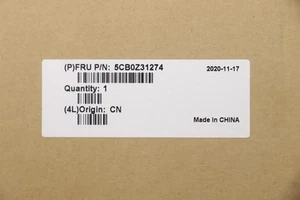 (P)FRU P/N: 5CB0Z31274 2020-11-17
Quantity: 1
(4L)Origin: CN
Made in CHINA